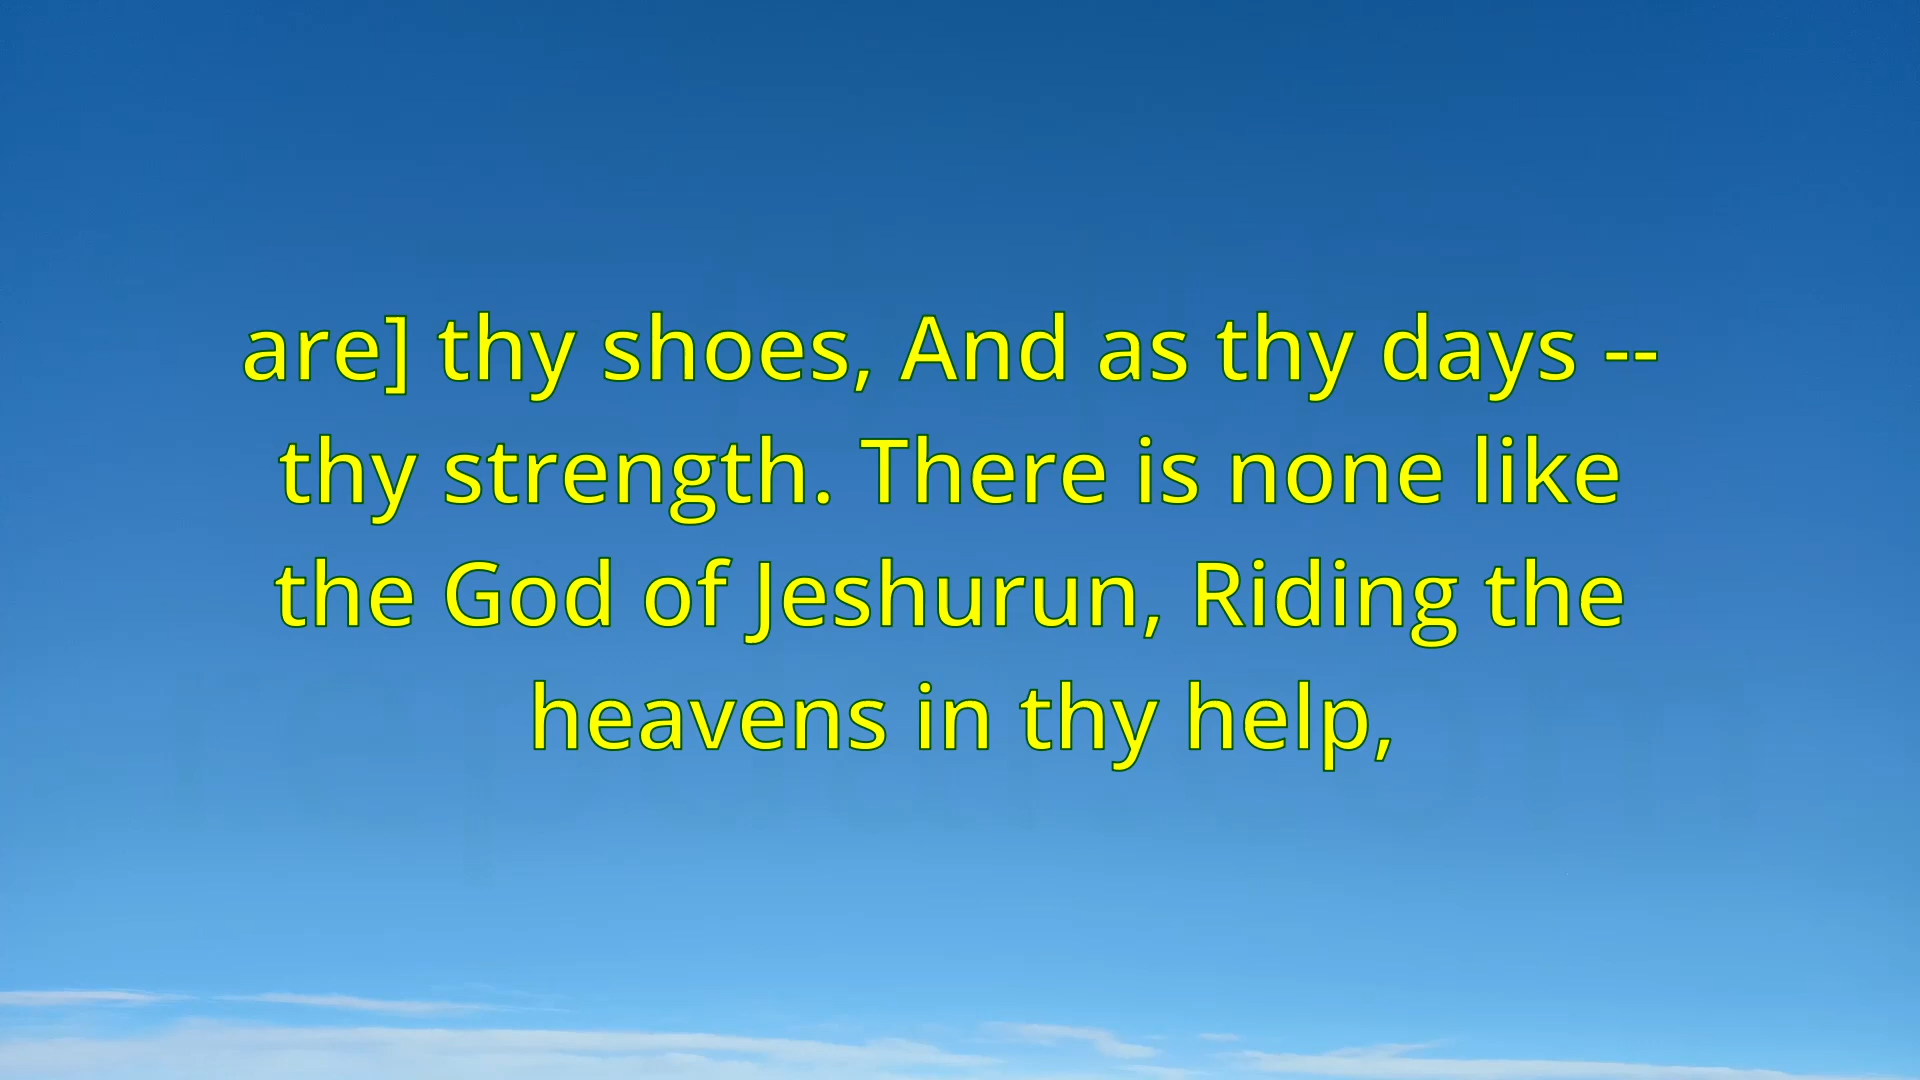 are] thy shoes, And as thy days --
thy strength. There is none like
the God of Jeshurun, Riding the
heavens in thy help,